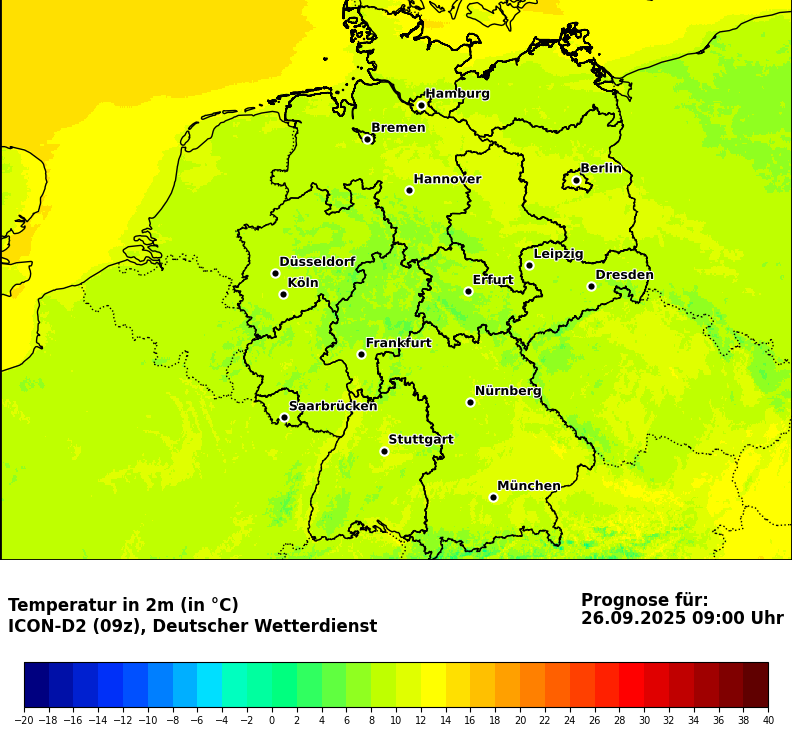 Hamburg
Bremen
Berlin
Hannover
Leipzig
Düsseldorf
Dresden
Köln
Erfurt
Frankfurt
Nürnberg
Saarbrücken
Stuttgart
München
Temperatur in 2m (in °C)
ICON-D2 (09z), Deutscher Wetterdienst
Prognose für:
26.09.2025 09:00 Uhr
−20 −18 −16 −14 −12 −10 −8 −6 −4 −2 0 2 4 6 8 10 12 14 16 18 20 22 24 26 28 30 32 34 36 38 40